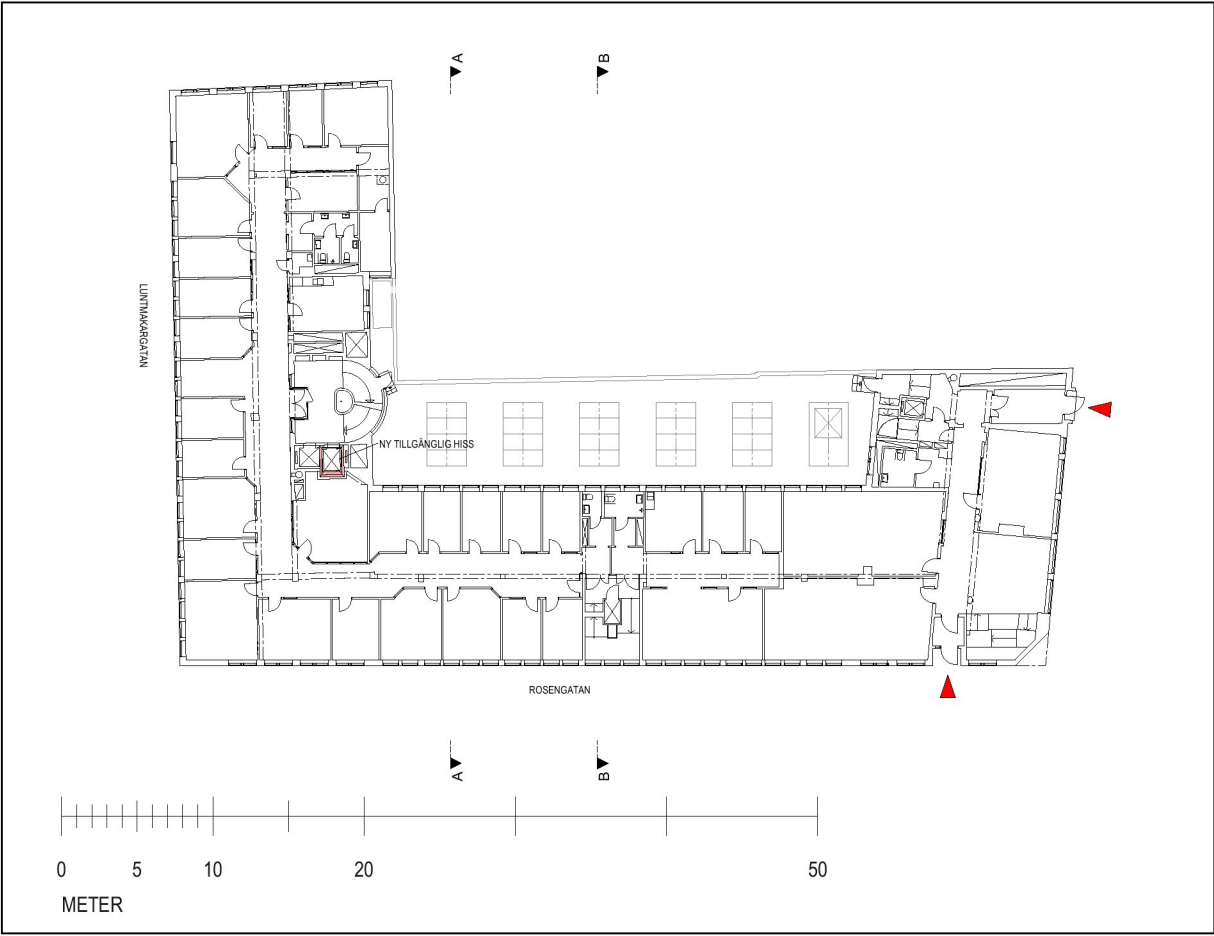 A
B
LUNTMAKARGATAN
NY TILLGÄNGLIG HISS
ROSENGATAN
A
B
0 5 10 20 50
METER